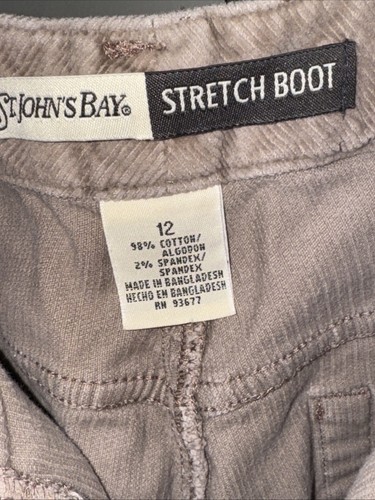 ST. JOHN'S BAY® STRETCH BOOT
12
98% COTTON/
ALGODON
2% SPANDEX/
SPANDEX
MADE IN BANGLADESH
HECHO EN BANGLADESH
RN 93677